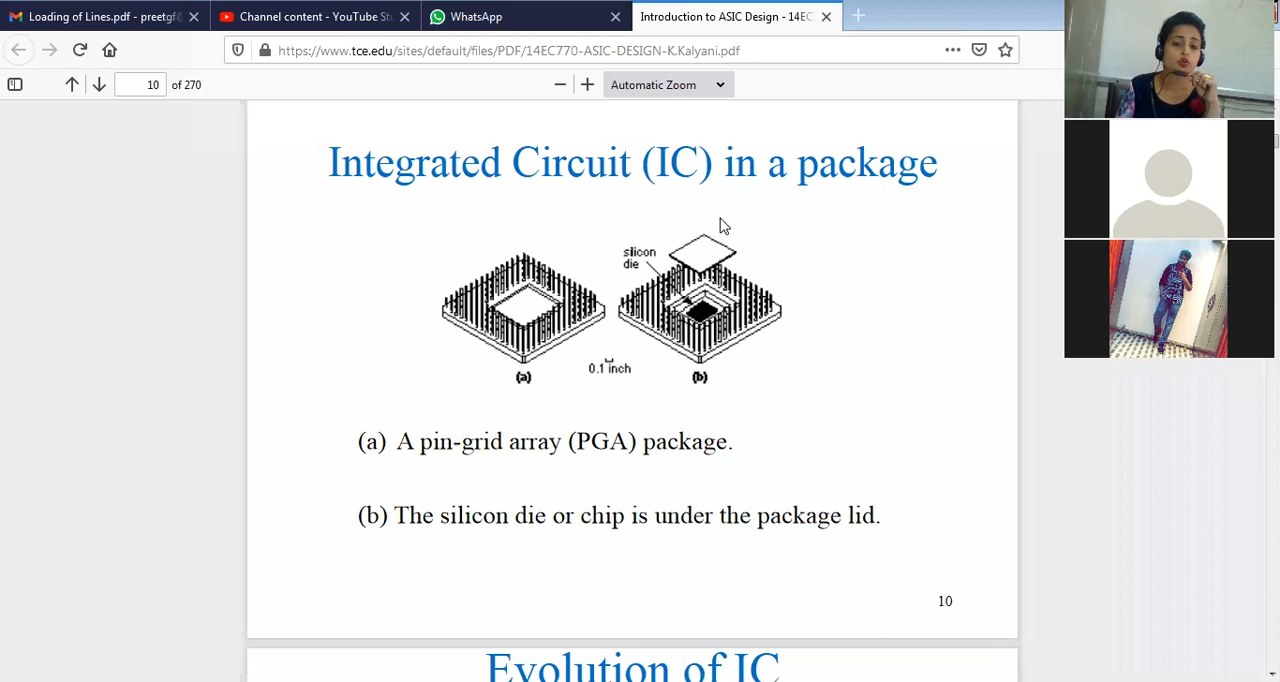 Loading of Lines.pdf - preetgf@
Channel content - YouTube St
WhatsApp
Introduction to ASIC Design - 14EC
https://www.tce.edu/sites/default/files/PDF/14EC770-ASIC-DESIGN-K.Kalyani.pdf
10 of 270
Automatic Zoom
Integrated Circuit (IC) in a package
silicon
die
0.1 inch
(a) (b)
(a) A pin-grid array (PGA) package.
(b) The silicon die or chip is under the package lid.
10
Evolution of IC